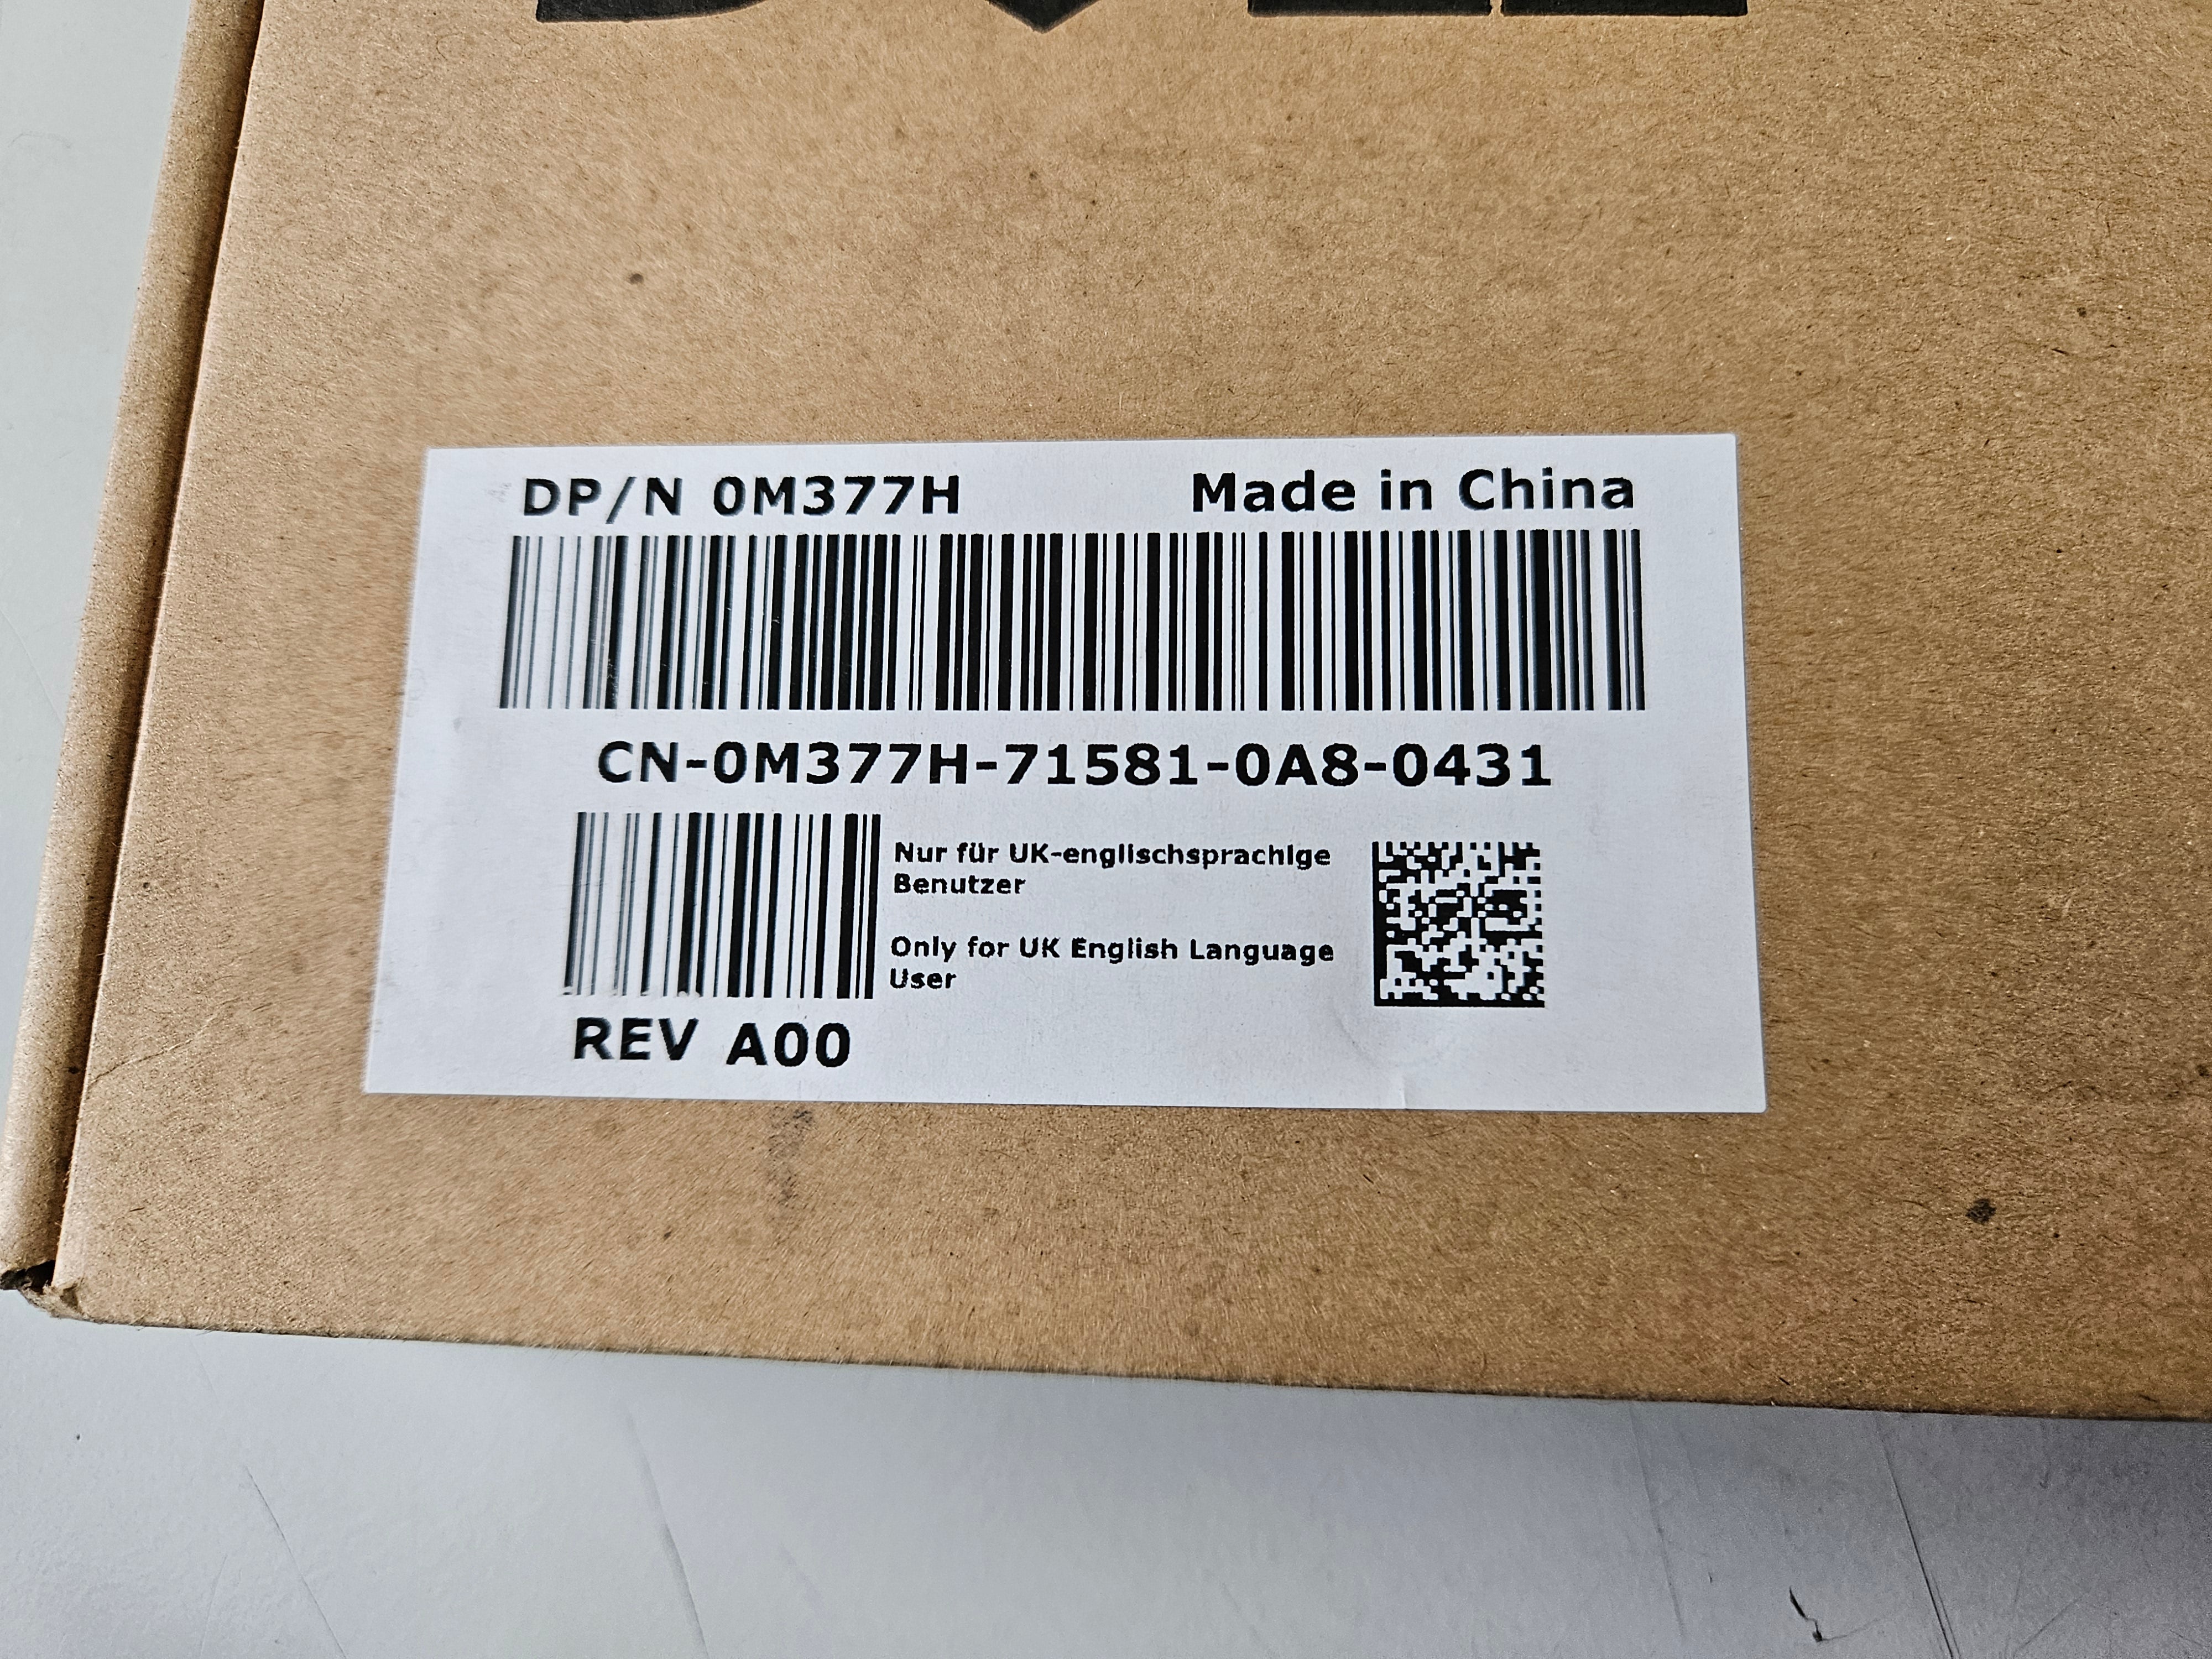 DP/N 0M377H Made in China
CN-0M377H-71581-0A8-0431
Nur für UK-englischsprachige
Benutzer
Only for UK English Language
User
REV A00